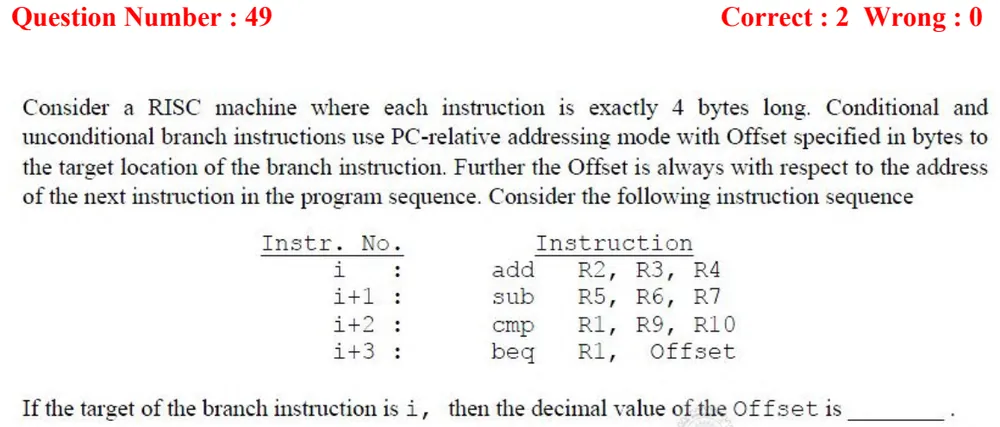 Question Number : 49 Correct : 2 Wrong : 0
Consider a RISC machine where each instruction is exactly 4 bytes long. Conditional and
unconditional branch instructions use PC-relative addressing mode with Offset specified in bytes to
the target location of the branch instruction. Further the Offset is always with respect to the address
of the next instruction in the program sequence. Consider the following instruction sequence
Instr. No. Instruction
i : add R2, R3, R4
i+1 : sub R5, R6, R7
i+2 : cmp R1, R9, R10
i+3 : beq R1, Offset
If the target of the branch instruction is i, then the decimal value of the Offset is ________ .